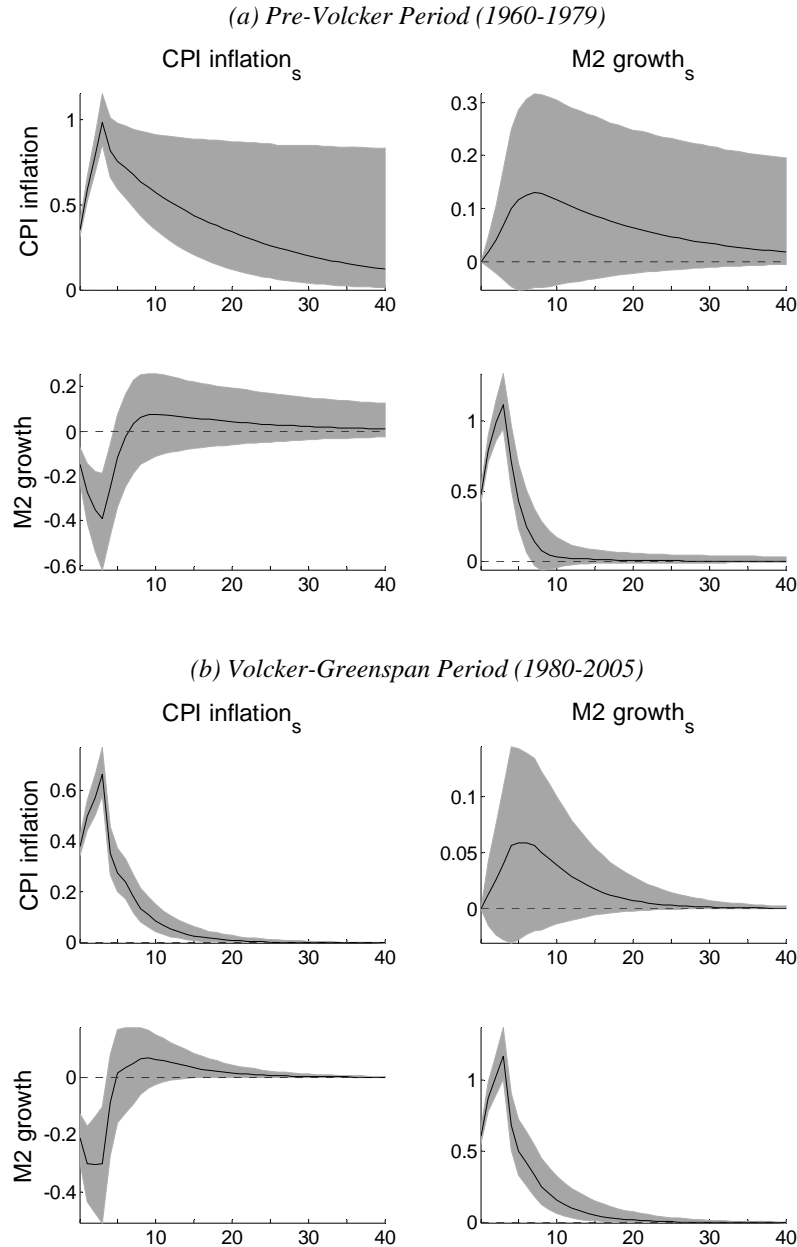 (a) Pre-Volcker Period (1960-1979)
CPI inflation_s
M2 growth_s
CPI inflation
1
0.5
0
10 20 30 40
0.3
0.2
0.1
0
10 20 30 40
M2 growth
0.2
0
-0.2
-0.4
-0.6
10 20 30 40
1
0.5
0
10 20 30 40
(b) Volcker-Greenspan Period (1980-2005)
CPI inflation_s
M2 growth_s
CPI inflation
0.6
0.4
0.2
0
10 20 30 40
0.1
0.05
0
10 20 30 40
M2 growth
0
-0.2
-0.4
10 20 30 40
1
0.5
0
10 20 30 40